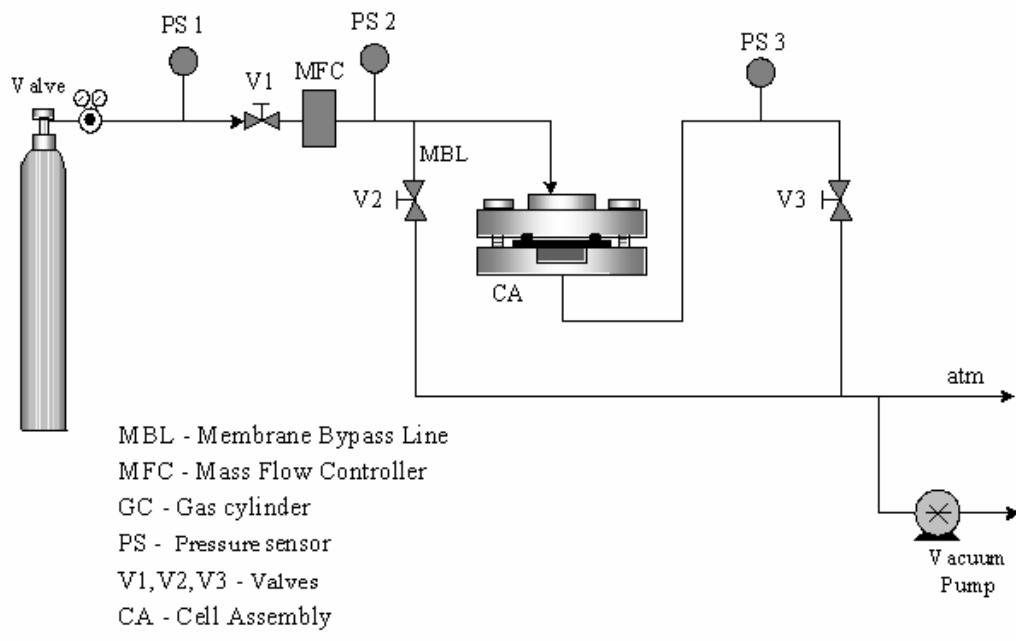 PS 1
PS 2
PS 3
Valve
V1
MFC
MBL
V2
V3
CA
atm
MBL - Membrane Bypass Line
MFC - Mass Flow Controller
GC - Gas cylinder
PS - Pressure sensor
V1,V2,V3 - Valves
CA - Cell Assembly
Vacuum
Pump